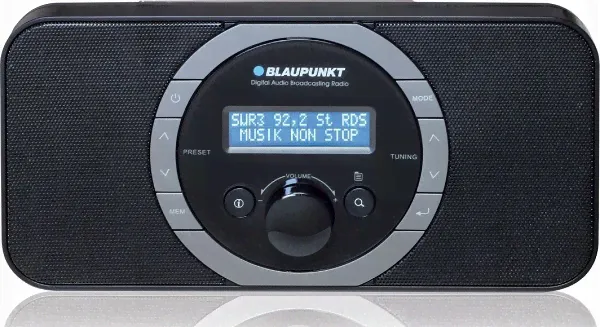 BLAUPUNKT
Digital Audio Broadcasting Radio
SWR3 92,2 St RDS
MUSIK NON STOP
MODE
PRESET
TUNING
VOLUME
MEM